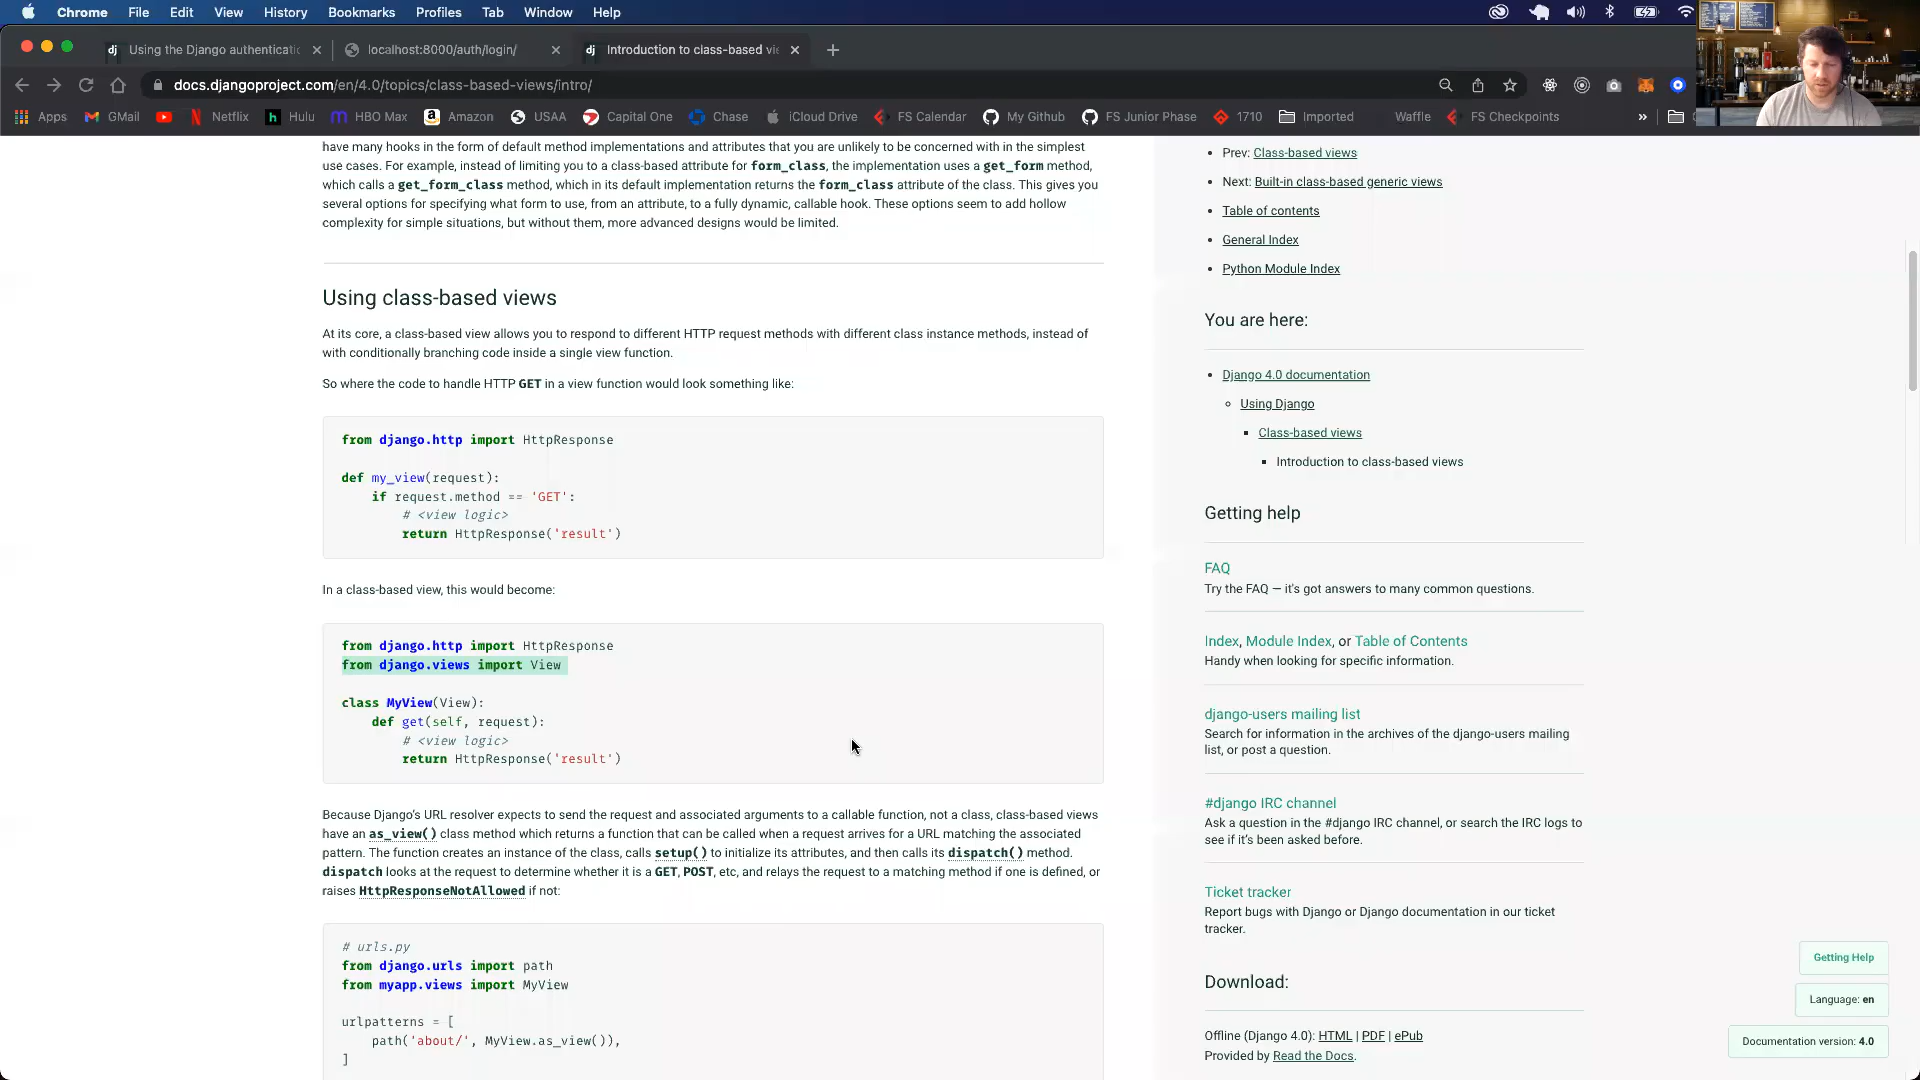 Chrome File Edit View History Bookmarks Profiles Tab Window Help
dj Using the Django authenticatic
localhost:8000/auth/login/
dj Introduction to class-based vie
docs.djangoproject.com/en/4.0/topics/class-based-views/intro/
Apps GMail Netflix Hulu HBO Max Amazon USAA Capital One Chase iCloud Drive FS Calendar My Github FS Junior Phase 1710 Imported Waffle FS Checkpoints »
have many hooks in the form of default method implementations and attributes that you are unlikely to be concerned with in the simplest
use cases. For example, instead of limiting you to a class-based attribute for form_class, the implementation uses a get_form method,
which calls a get_form_class method, which in its default implementation returns the form_class attribute of the class. This gives you
several options for specifying what form to use, from an attribute, to a fully dynamic, callable hook. These options seem to add hollow
complexity for simple situations, but without them, more advanced designs would be limited.
Using class-based views
At its core, a class-based view allows you to respond to different HTTP request methods with different class instance methods, instead of
with conditionally branching code inside a single view function.
So where the code to handle HTTP GET in a view function would look something like:
from django.http import HttpResponse
def my_view(request):
if request.method == 'GET':
# <view logic>
return HttpResponse('result')
In a class-based view, this would become:
from django.http import HttpResponse
from django.views import View
class MyView(View):
def get(self, request):
# <view logic>
return HttpResponse('result')
Because Django's URL resolver expects to send the request and associated arguments to a callable function, not a class, class-based views
have an as_view() class method which returns a function that can be called when a request arrives for a URL matching the associated
pattern. The function creates an instance of the class, calls setup() to initialize its attributes, and then calls its dispatch() method.
dispatch looks at the request to determine whether it is a GET, POST, etc, and relays the request to a matching method if one is defined, or
raises HttpResponseNotAllowed if not:
# urls.py
from django.urls import path
from myapp.views import MyView
urlpatterns = [
path('about/', MyView.as_view()),
]
Prev: Class-based views
Next: Built-in class-based generic views
Table of contents
General Index
Python Module Index
You are here:
Django 4.0 documentation
Using Django
Class-based views
Introduction to class-based views
Getting help
FAQ
Try the FAQ — it's got answers to many common questions.
Index, Module Index, or Table of Contents
Handy when looking for specific information.
django-users mailing list
Search for information in the archives of the django-users mailing
list, or post a question.
#django IRC channel
Ask a question in the #django IRC channel, or search the IRC logs to
see if it's been asked before.
Ticket tracker
Report bugs with Django or Django documentation in our ticket
tracker.
Download:
Offline (Django 4.0): HTML | PDF | ePub
Provided by Read the Docs.
Getting Help
Language: en
Documentation version: 4.0